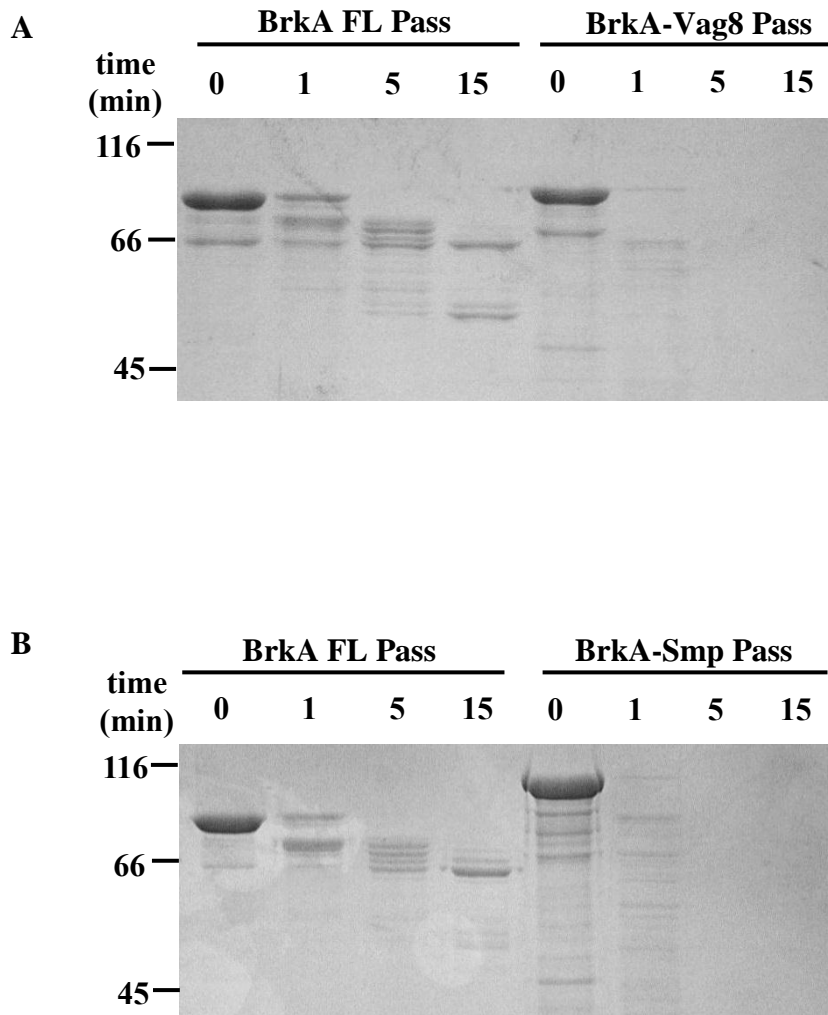 A
BrkA FL Pass BrkA-Vag8 Pass
time
(min)
0 1 5 15 0 1 5 15
116
66
45
B
BrkA FL Pass BrkA-Smp Pass
time
(min)
0 1 5 15 0 1 5 15
116
66
45